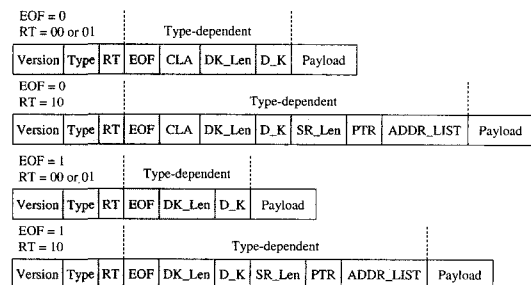 EOF = 0
RT = 00 or 01
Type-dependent
Version Type RT EOF CLA DK_Len D_K Payload
EOF = 0
RT = 10
Type-dependent
Version Type RT EOF CLA DK_Len D_K SR_Len PTR ADDR_LIST Payload
EOF = 1
RT = 00 or 01
Type-dependent
Version Type RT EOF DK_Len D_K Payload
EOF = 1
RT = 10
Type-dependent
Version Type RT EOF DK_Len D_K SR_Len PTR ADDR_LIST Payload